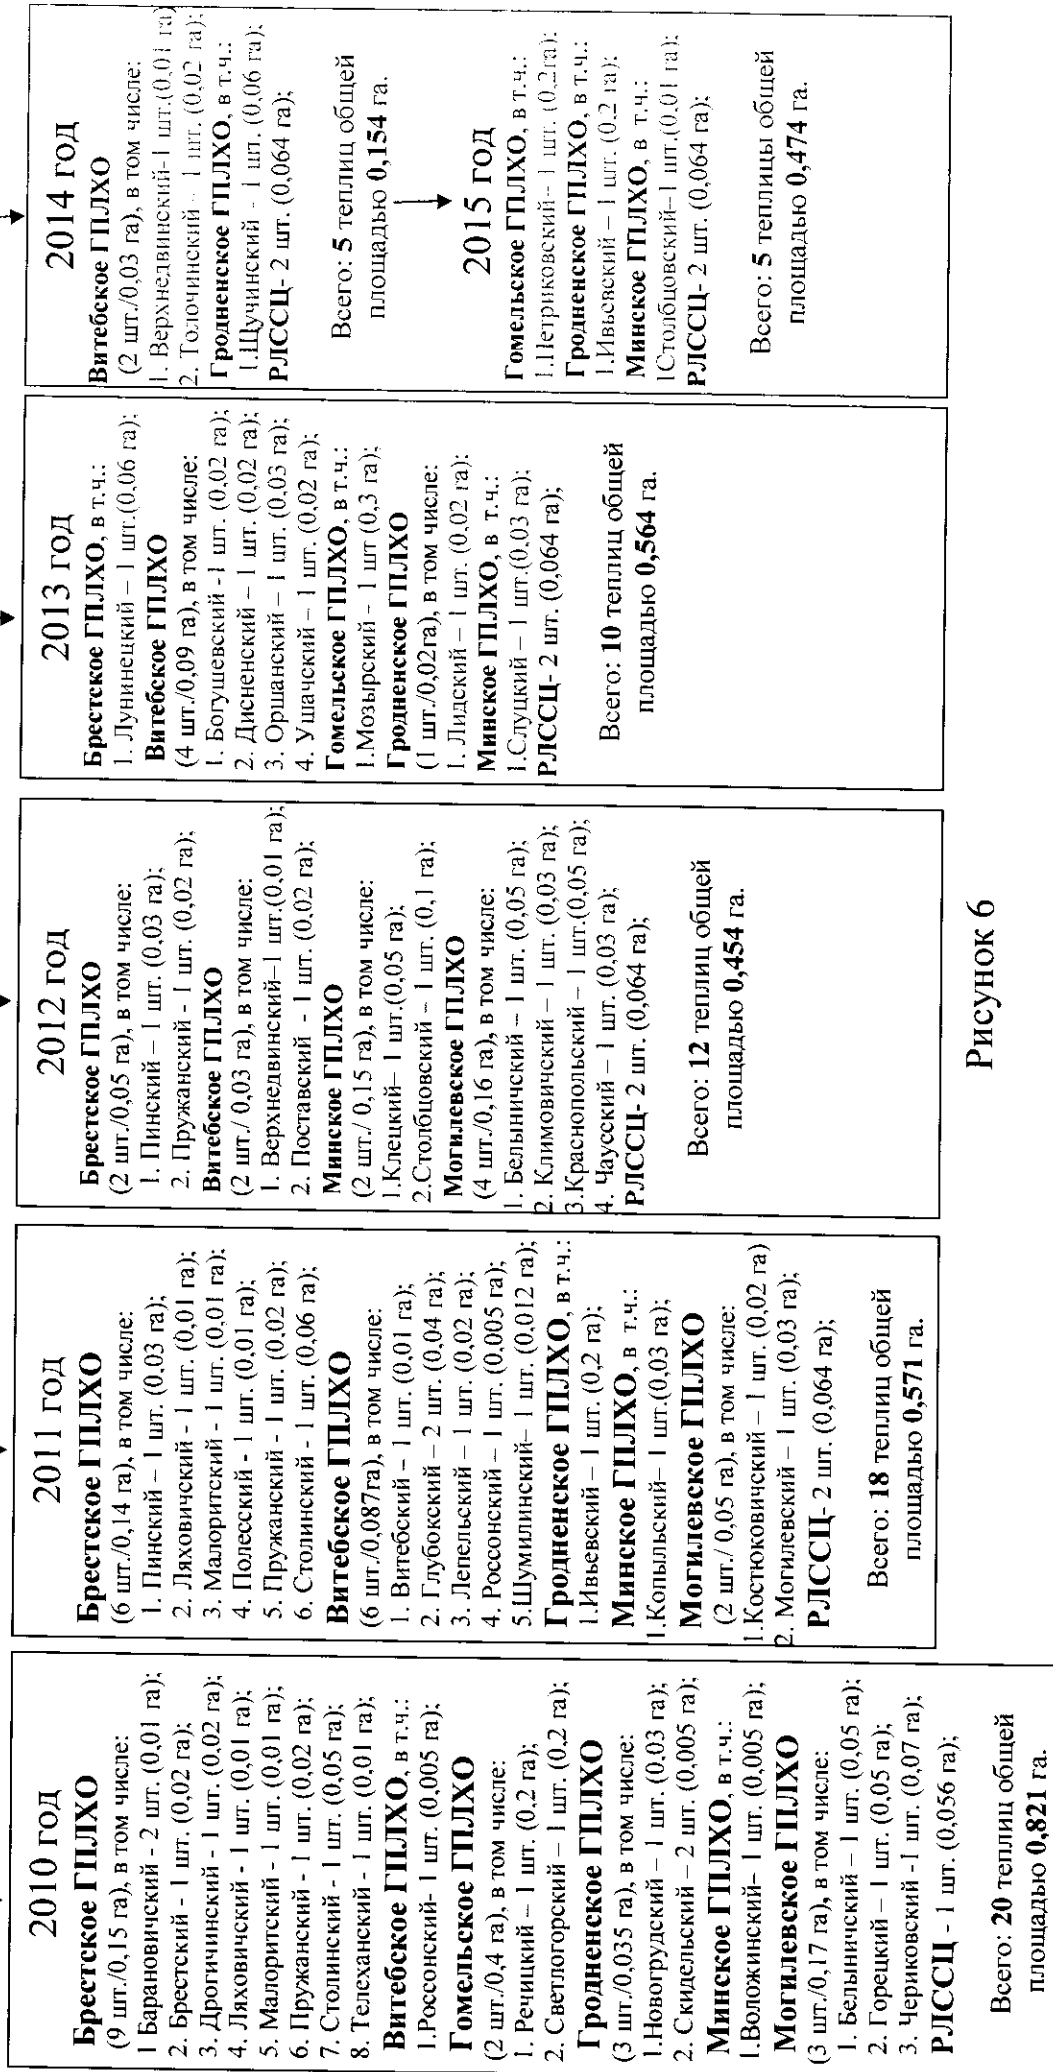 2010 год
Брестское ГПЛХО
(9 шт./0,15 га), в том числе:
1 Барановичский - 2 шт. (0,01 га);
2. Брестский - 1 шт. (0,02 га);
3. Дрогичинский - 1 шт. (0,02 га);
4. Ляховичский - 1 шт. (0,01 га);
5. Малоритский - 1 шт. (0,01 га);
6. Пружанский - 1 шт. (0,02 га);
7. Столинский - 1 шт. (0,05 га);
8. Телеханский - 1 шт. (0,01 га);
Витебское ГПЛХО, в т.ч.:
1.Россонский- 1 шт. (0,005 га);
Гомельское ГПЛХО
(2 шт./0,4 га), в том числе:
1. Речицкий – 1 шт. (0,2 га);
2. Светлогорский – 1 шт. (0,2 га);
Гродненское ГПЛХО
(3 шт./0,035 га), в том числе:
1.Новогрудский – 1 шт. (0,03 га);
2. Скидельский – 2 шт. (0,005 га);
Минское ГПЛХО, в т.ч.:
1.Воложинский– 1 шт. (0,005 га);
Могилевское ГПЛХО
(3 шт./0,17 га), в том числе:
1. Белыничский – 1 шт. (0,05 га);
2. Горецкий – 1 шт. (0,05 га);
3. Чериковский -1 шт. (0,07 га);
РЛССЦ - 1 шт. (0,056 га);
Всего: 20 теплиц общей
площадью 0,821 га.
2011 год
Брестское ГПЛХО
(6 шт./0,14 га), в том числе:
1. Пинский – 1 шт. (0,03 га);
2. Ляховичский - 1 шт. (0,01 га);
3. Малоритский - 1 шт. (0,01 га);
4. Полесский - 1 шт. (0,01 га);
5. Пружанский - 1 шт. (0,02 га);
6. Столинский - 1 шт. (0,06 га);
Витебское ГПЛХО
(6 шт./0,087га), в том числе:
1. Витебский – 1 шт. (0,01 га);
2. Глубокский – 2 шт. (0,04 га);
3. Лепельский – 1 шт. (0,02 га);
4. Россонский – 1 шт. (0,005 га);
5.Шумилинский– 1 шт. (0,012 га);
Гродненское ГПЛХО, в т.ч.:
1.Ивьевский – 1 шт. (0,2 га);
Минское ГПЛХО, в т.ч.:
1.Копыльский– 1 шт.(0,03 га);
Могилевское ГПЛХО
(2 шт./ 0,05 га), в том числе:
1.Костюковичский – 1 шт. (0,02 га)
2. Могилевский – 1 шт. (0,03 га);
РЛССЦ- 2 шт. (0,064 га);
Всего: 18 теплиц общей
площадью 0,571 га.
2012 год
Брестское ГПЛХО
(2 шт./0,05 га), в том числе:
1. Пинский – 1 шт. (0,03 га);
2. Пружанский - 1 шт. (0,02 га);
Витебское ГПЛХО
(2 шт./ 0,03 га), в том числе:
1. Верхнедвинский–1 шт.(0,01 га);
2. Поставский - 1 шт. (0,02 га);
Минское ГПЛХО
(2 шт./ 0,15 га), в том числе:
1.Клецкий– 1 шт.(0,05 га);
2.Столбцовский – 1 шт. (0,1 га);
Могилевское ГПЛХО
(4 шт./0,16 га), в том числе:
1. Белыничский – 1 шт. (0,05 га);
2. Климовичский – 1 шт. (0,03 га);
3.Краснопольский – 1 шт.(0,05 га);
4. Чаусский – 1 шт. (0,03 га);
РЛССЦ- 2 шт. (0,064 га);
Всего: 12 теплиц общей
площадью 0,454 га.
2013 год
Брестское ГПЛХО, в т.ч.:
1. Лунинецкий – 1 шт.(0,06 га);
Витебское ГПЛХО
(4 шт./0,09 га), в том числе:
1. Богушевский -1 шт. (0,02 га);
2. Дисненский – 1 шт. (0,02 га);
3. Оршанский – 1 шт. (0,03 га);
4. Ушачский – 1 шт. (0,02 га);
Гомельское ГПЛХО, в т.ч.:
1.Мозырский - 1 шт (0,3 га);
Гродненское ГПЛХО
(1 шт./0,02га), в том числе:
1. Лидский – 1 шт. (0,02 га);
Минское ГПЛХО, в т.ч.:
1.Слуцкий – 1 шт.(0,03 га);
РЛССЦ- 2 шт. (0,064 га);
Всего: 10 теплиц общей
площадью 0,564 га.
2014 год
Витебское ГПЛХО
(2 шт./0,03 га), в том числе:
1. Верхнедвинский-1 шт.(0,01 га)
2. Толочинский – 1 шт. (0,02 га);
Гродненское ГПЛХО, в т.ч.:
1.Щучинский - 1 шт. (0,06 га);
РЛССЦ- 2 шт. (0,064 га);
Всего: 5 теплиц общей
площадью 0,154 га.
2015 год
Гомельское ГПЛХО, в т.ч.:
1.Петриковский– 1 шт. (0,2га);
Гродненское ГПЛХО, в т.ч.:
1.Ивьевский – 1 шт. (0,2 га);
Минское ГПЛХО, в т.ч.:
1Столбцовский–1 шт.(0,01 га);
РЛССЦ- 2 шт. (0,064 га);
Всего: 5 теплицы общей
площадью 0,474 га.
Рисунок 6